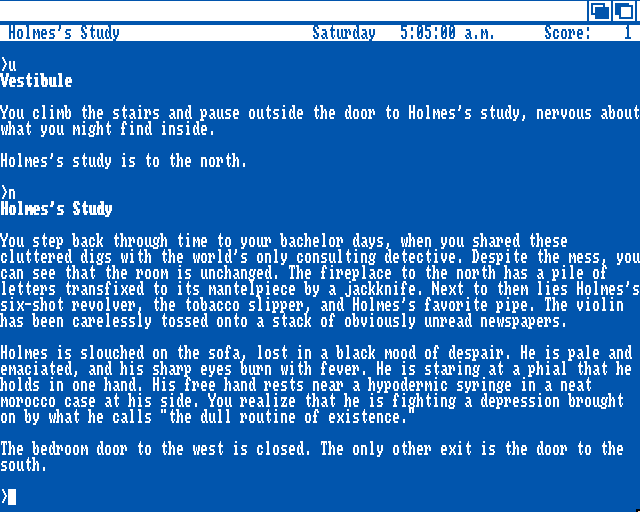 Holmes's Study Saturday 5:05:00 a.m. Score: 1
>u
Vestibule
You climb the stairs and pause outside the door to Holmes's study, nervous about
what you might find inside.
Holmes's study is to the north.
>n
Holmes's Study
You step back through time to your bachelor days, when you shared these
cluttered digs with the world's only consulting detective. Despite the mess, you
can see that the room is unchanged. The fireplace to the north has a pile of
letters transfixed to its mantelpiece by a jackknife. Next to them lies Holmes's
six-shot revolver, the tobacco slipper, and Holmes's favorite pipe. The violin
has been carelessly tossed onto a stack of obviously unread newspapers.
Holmes is slouched on the sofa, lost in a black mood of despair. He is pale and
emaciated, and his sharp eyes burn with fever. He is staring at a phial that he
holds in one hand. His free hand rests near a hypodermic syringe in a neat
morocco case at his side. You realize that he is fighting a depression brought
on by what he calls "the dull routine of existence."
The bedroom door to the west is closed. The only other exit is the door to the
south.
>